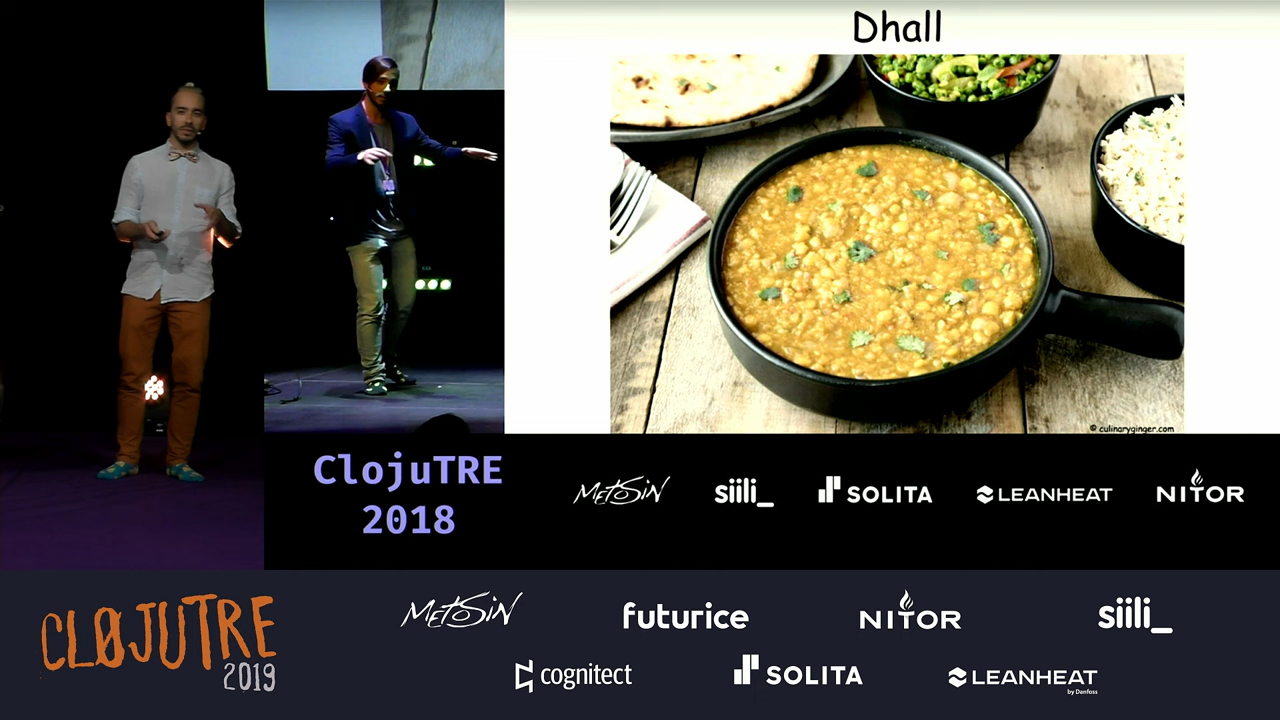 Dhall
© culinaryginger.com
ClojuTRE
2018
METOSIN
siili_
SOLITA
LEANHEAT
NITOR
CLØJUTRE
2019
METOSIN
futurice
NITOR
siili_
cognitect
SOLITA
LEANHEAT
by Danfoss